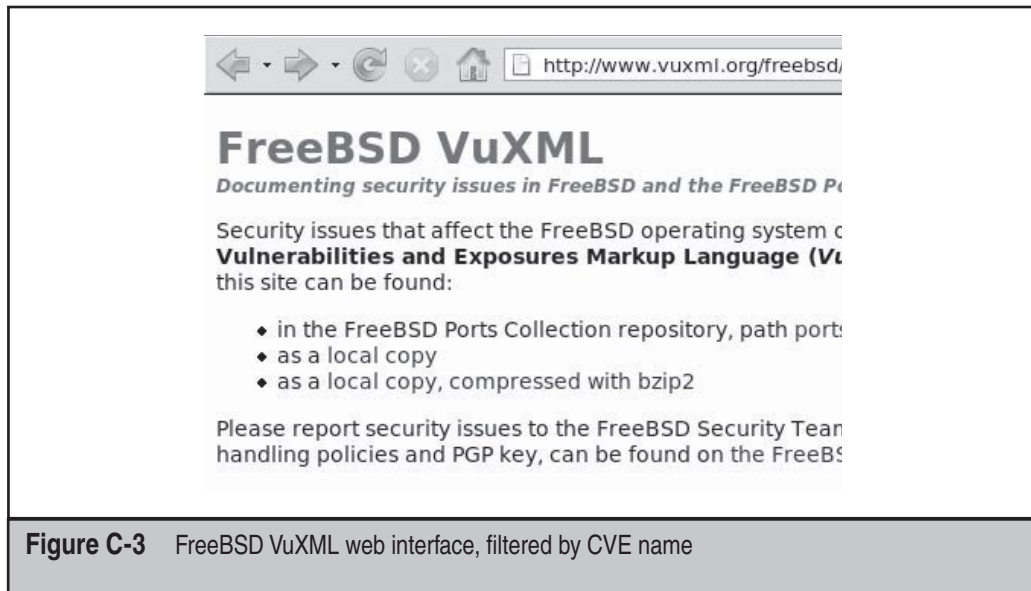 http://www.vuxml.org/freebsd/
FreeBSD VuXML
Documenting security issues in FreeBSD and the FreeBSD
Security issues that affect the FreeBSD operating system
Vulnerabilities and Exposures Markup Language
this site can be found:
in the FreeBSD Ports Collection repository, path ports
as a local copy
as a local copy, compressed with bzip2
Please report security issues to the FreeBSD Security
handling policies and PGP key, can be found on the
Figure C-3 FreeBSD VuXML web interface, filtered by CVE name